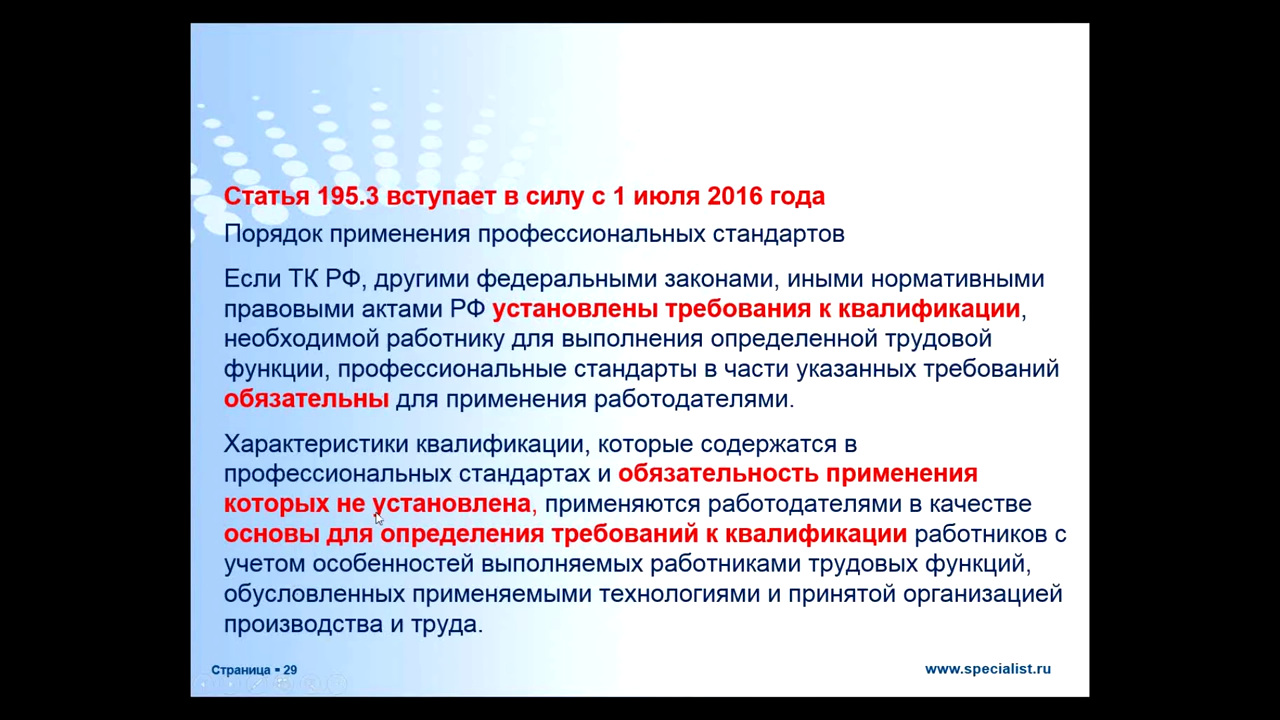 Статья 195.3 вступает в силу с 1 июля 2016 года
Порядок применения профессиональных стандартов
Если ТК РФ, другими федеральными законами, иными нормативными
правовыми актами РФ установлены требования к квалификации,
необходимой работнику для выполнения определенной трудовой
функции, профессиональные стандарты в части указанных требований
обязательны для применения работодателями.
Характеристики квалификации, которые содержатся в
профессиональных стандартах и обязательность применения
которых не установлена, применяются работодателями в качестве
основы для определения требований к квалификации работников с
учетом особенностей выполняемых работниками трудовых функций,
обусловленных применяемыми технологиями и принятой организацией
производства и труда.
Страница ▪ 29
www.specialist.ru